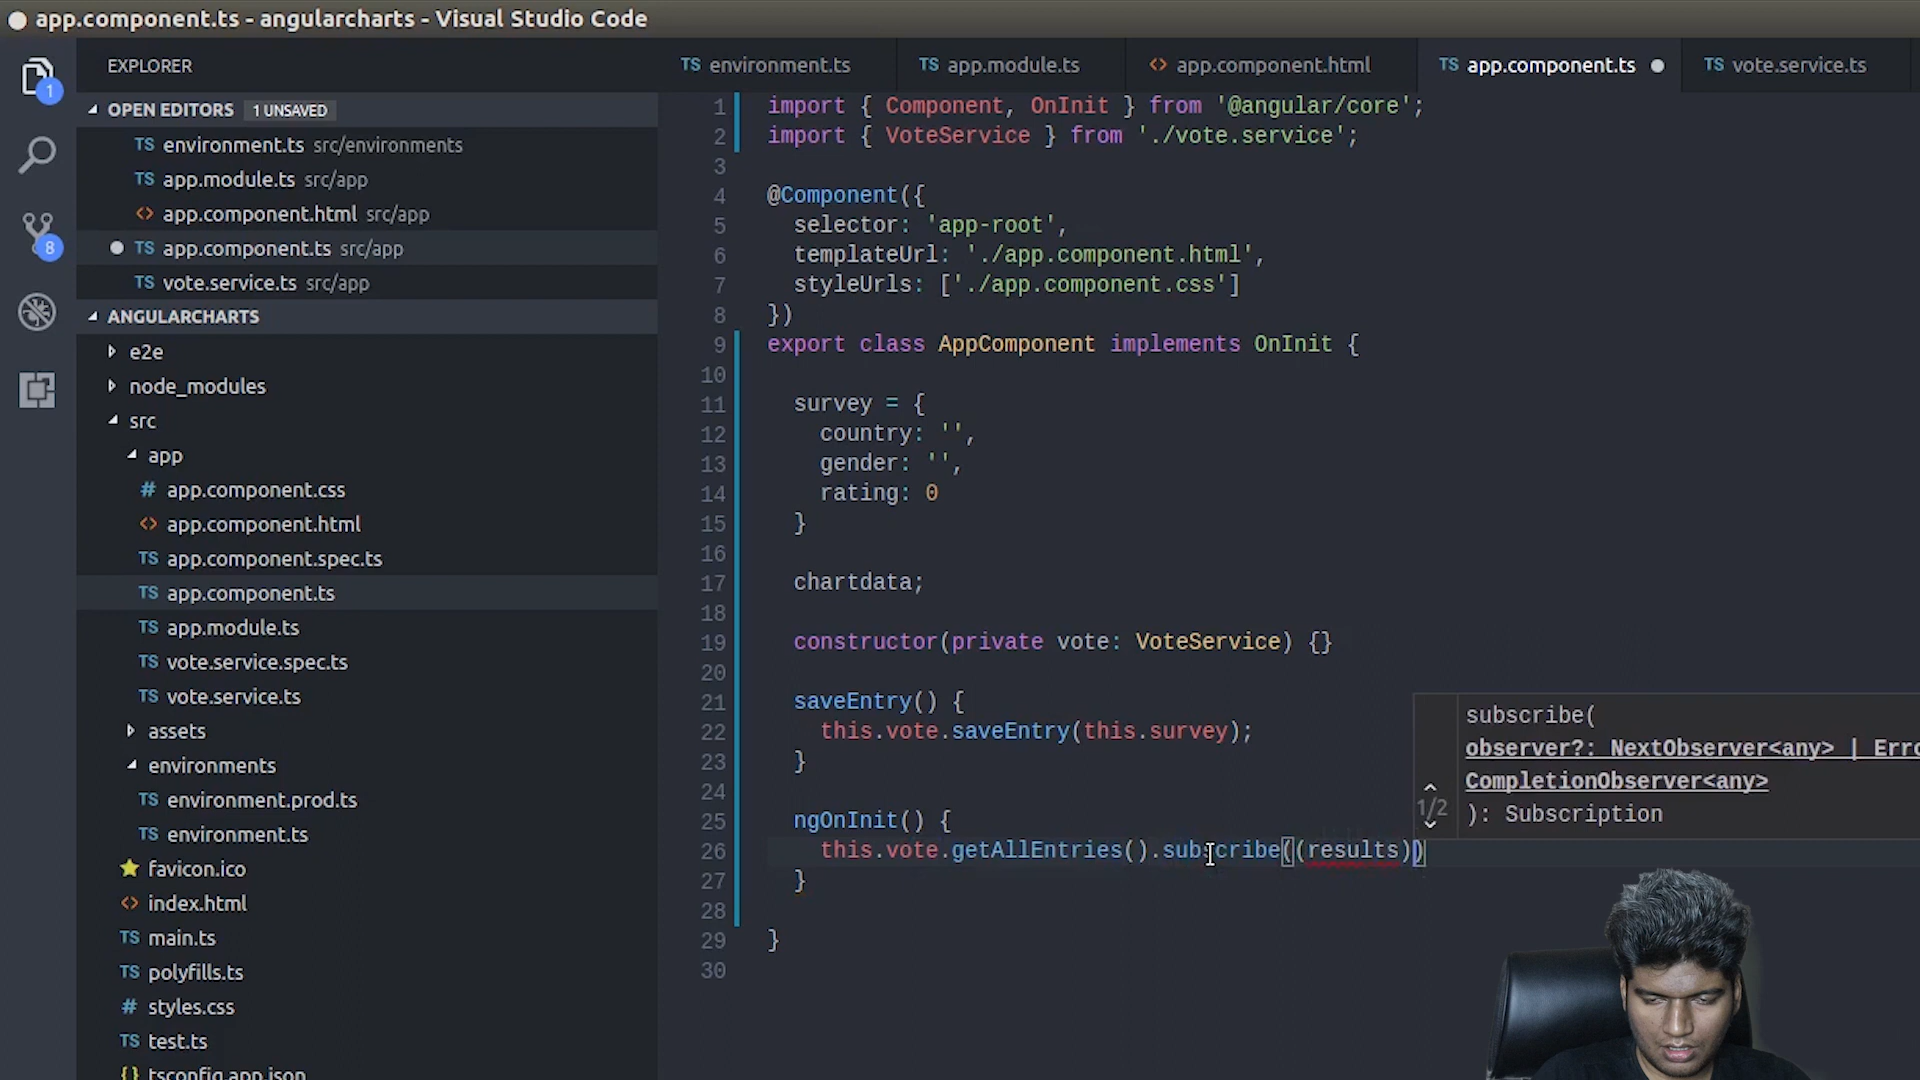 app.component.ts - angularcharts - Visual Studio Code
EXPLORER
OPEN EDITORS 1 UNSAVED
TS environment.ts src/environments
TS app.module.ts src/app
<> app.component.html src/app
TS app.component.ts src/app
TS vote.service.ts src/app
ANGULARCHARTS
e2e
node_modules
src
app
# app.component.css
<> app.component.html
TS app.component.spec.ts
TS app.component.ts
TS app.module.ts
TS vote.service.spec.ts
TS vote.service.ts
assets
environments
TS environment.prod.ts
TS environment.ts
favicon.ico
<> index.html
TS main.ts
TS polyfills.ts
# styles.css
TS test.ts
{} tsconfig.app.json
1
8
TS environment.ts
TS app.module.ts
<> app.component.html
TS app.component.ts
TS vote.service.ts
1 import { Component, OnInit } from '@angular/core';
2 import { VoteService } from './vote.service';
3
4 @Component({
5 selector: 'app-root',
6 templateUrl: './app.component.html',
7 styleUrls: ['./app.component.css']
8 })
9 export class AppComponent implements OnInit {
10
11 survey = {
12 country: '',
13 gender: '',
14 rating: 0
15 }
16
17 chartdata;
18
19 constructor(private vote: VoteService) {}
20
21 saveEntry() {
22 this.vote.saveEntry(this.survey);
23 }
24
25 ngOnInit() {
26 this.vote.getAllEntries().subscribe((results))
27 }
28
29 }
30
subscribe(
observer?: NextObserver<any> | Erro
CompletionObserver<any>
1/2
): Subscription